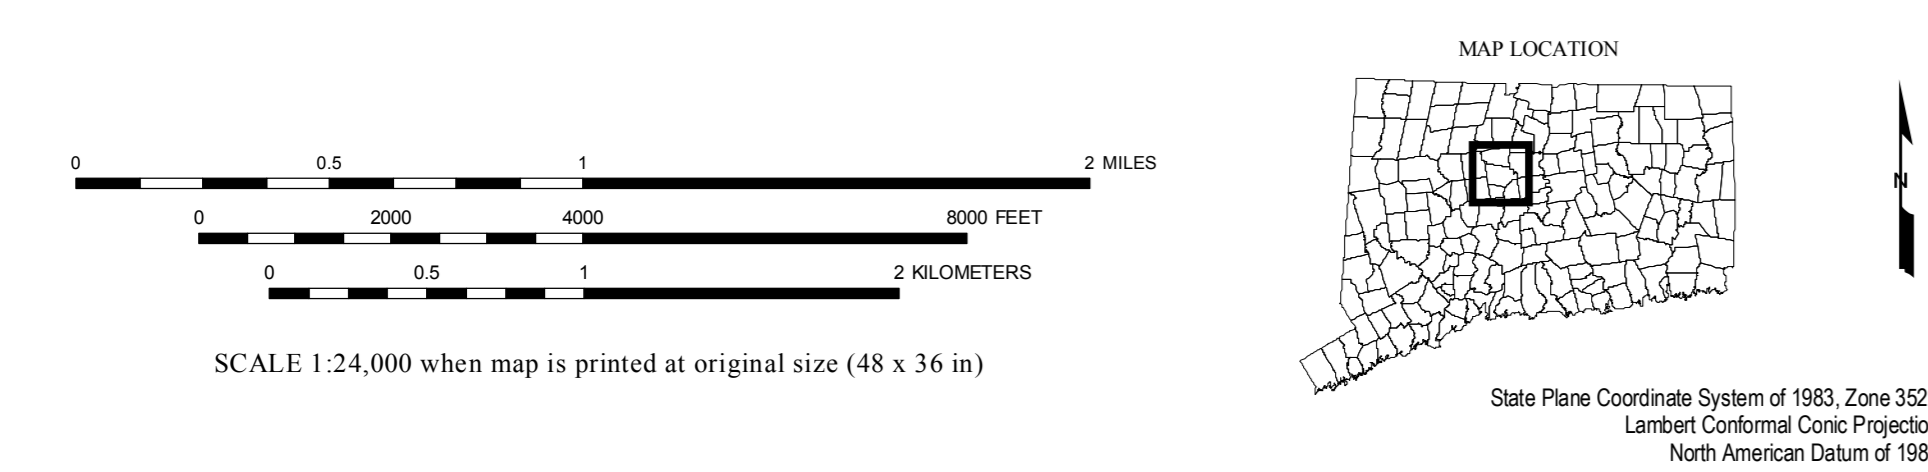 MAP LOCATION
0 0.5 1 2 MILES
0 2000 4000 8000 FEET
0 0.5 1 2 KILOMETERS
SCALE 1:24,000 when map is printed at original size (48 x 36 in)
N
State Plane Coordinate System of 1983, Zone 352
Lambert Conformal Conic Projectio
North American Datum of 198